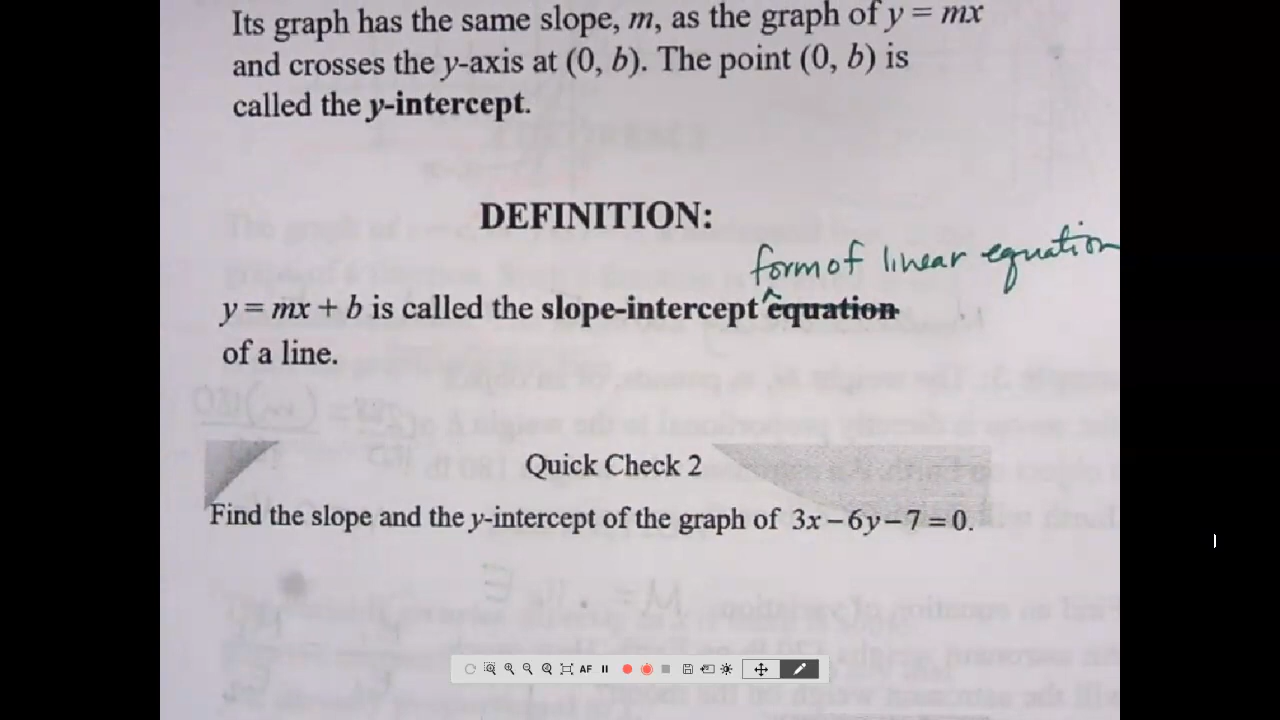 Its graph has the same slope, m, as the graph of y = mx
and crosses the y-axis at (0, b). The point (0, b) is
called the y-intercept.
DEFINITION:
form of linear equation
y = mx + b is called the slope-intercept ^ equation
of a line.
Quick Check 2
Find the slope and the y-intercept of the graph of 3x – 6y – 7 = 0.
AF